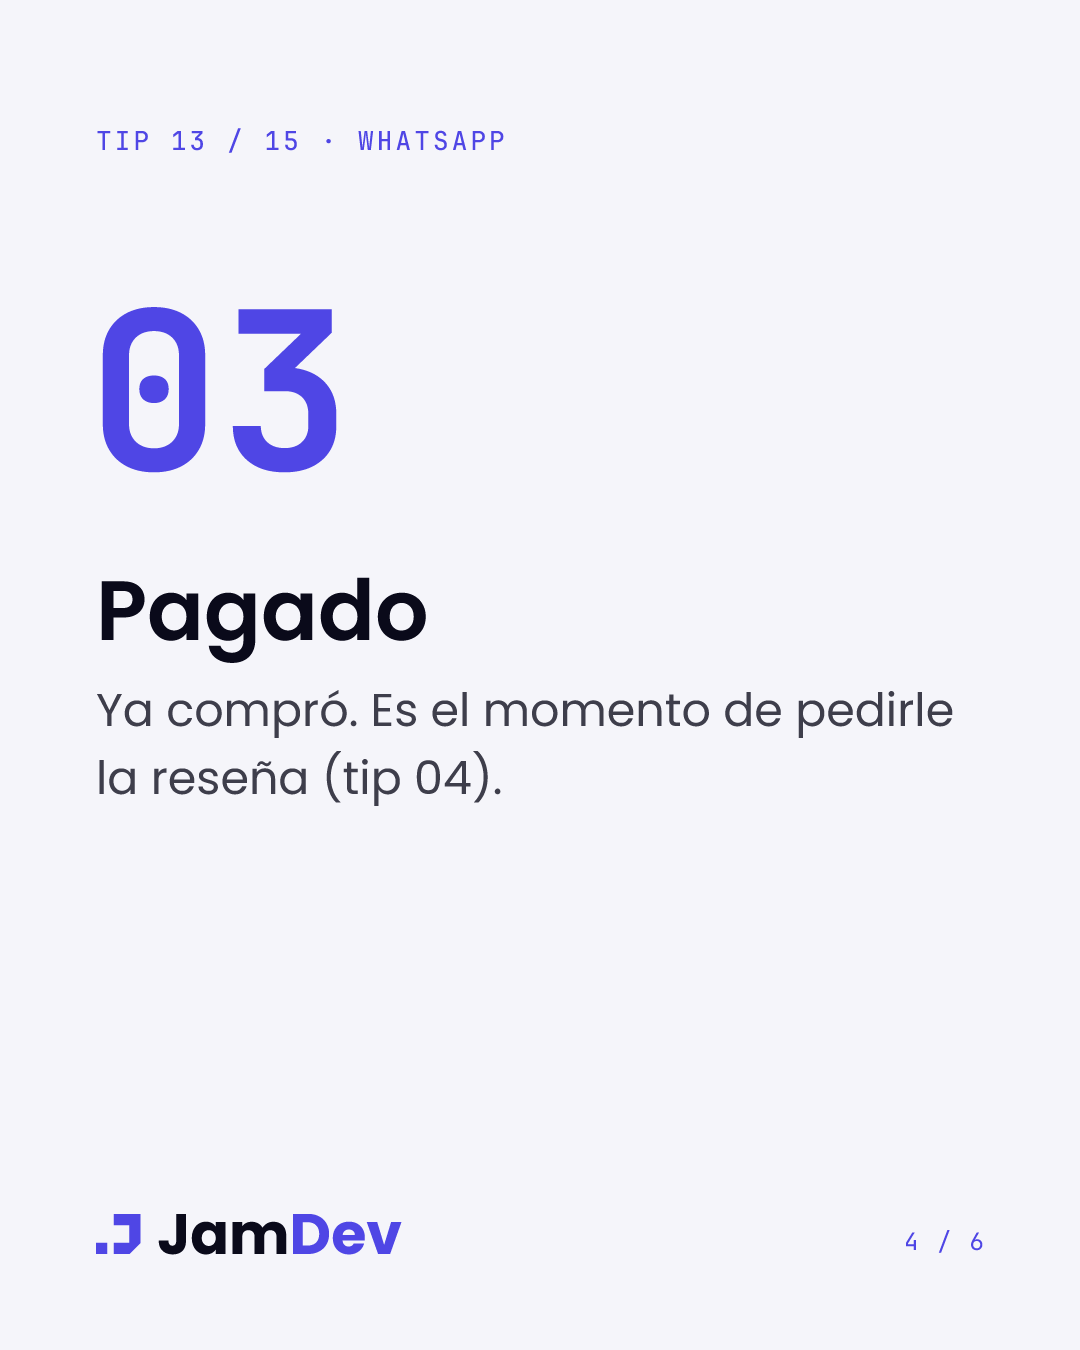 TIP 13 / 15 · WHATSAPP
03
Pagado
Ya compró. Es el momento de pedirle
la reseña (tip 04).
JamDev
4 / 6